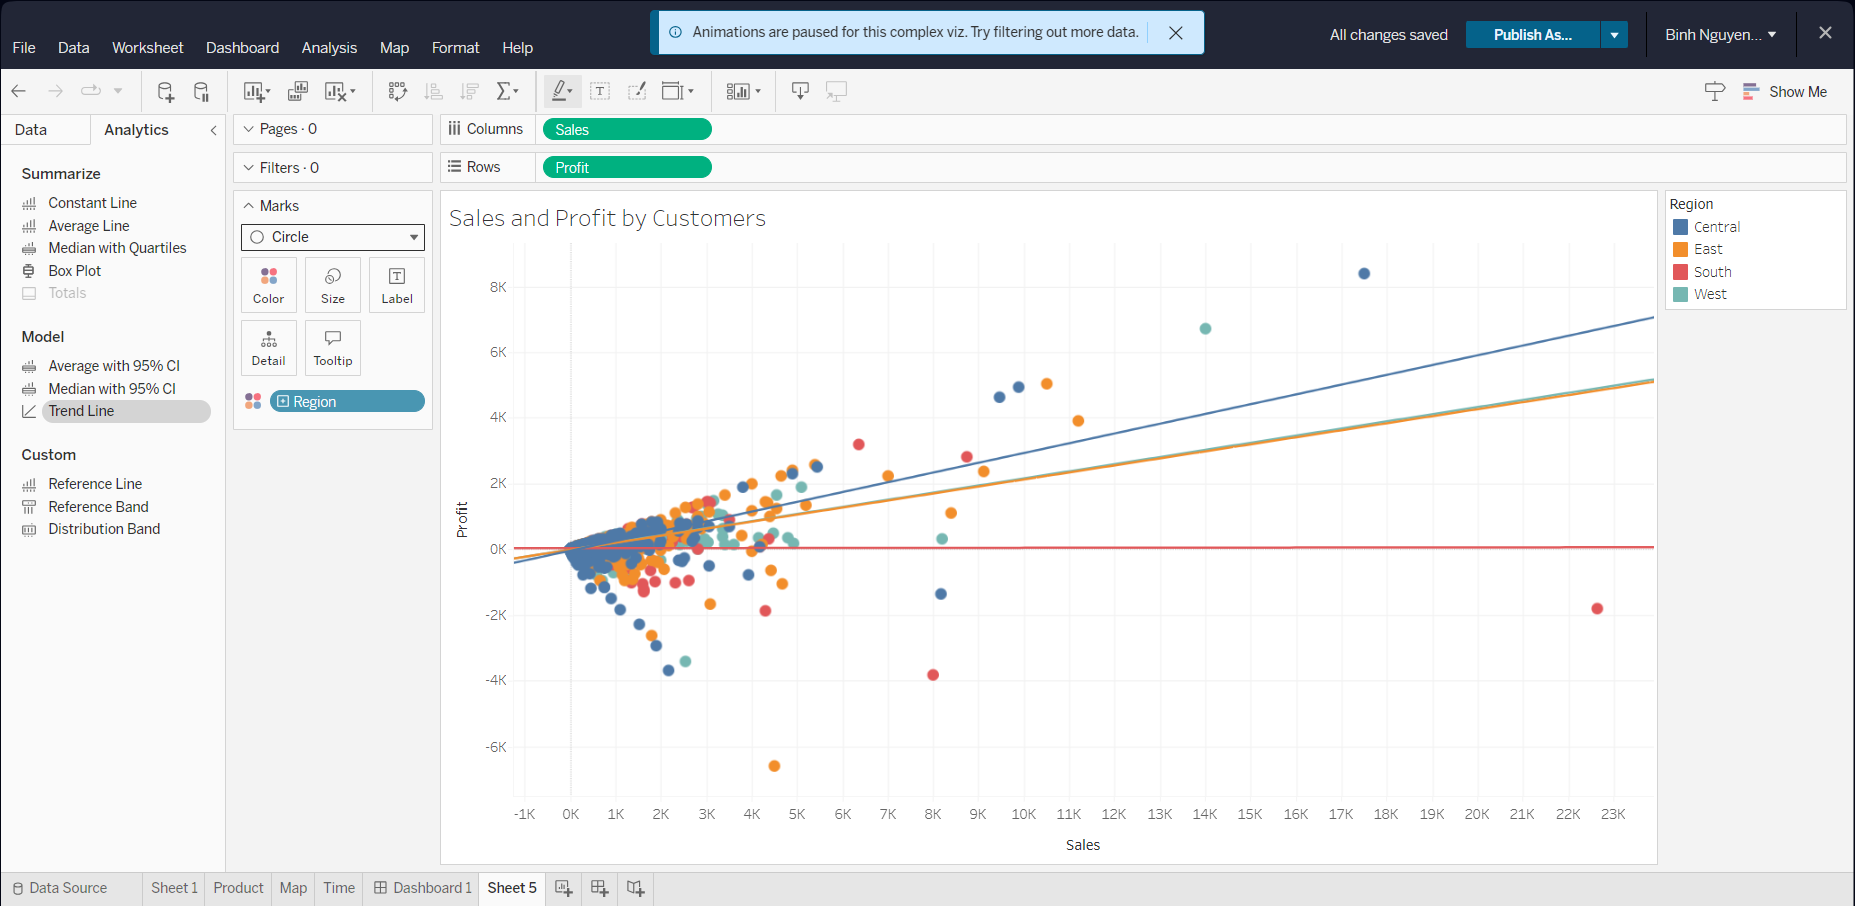 Animations are paused for this complex viz. Try filtering out more data.
File Data Worksheet Dashboard Analysis Map Format Help
All changes saved
Publish As...
Binh Nguyen...
Show Me
Data
Analytics
Summarize
Constant Line
Average Line
Median with Quartiles
Box Plot
Totals
Model
Average with 95% CI
Median with 95% CI
Trend Line
Custom
Reference Line
Reference Band
Distribution Band
Pages · 0
Filters · 0
Marks
Circle
Color Size Label
Detail Tooltip
Region
Columns Sales
Rows Profit
Sales and Profit by Customers
Profit
8K
6K
4K
2K
0K
-2K
-4K
-6K
-1K 0K 1K 2K 3K 4K 5K 6K 7K 8K 9K 10K 11K 12K 13K 14K 15K 16K 17K 18K 19K 20K 21K 22K 23K
Sales
Region
Central
East
South
West
Data Source Sheet 1 Product Map Time Dashboard 1 Sheet 5